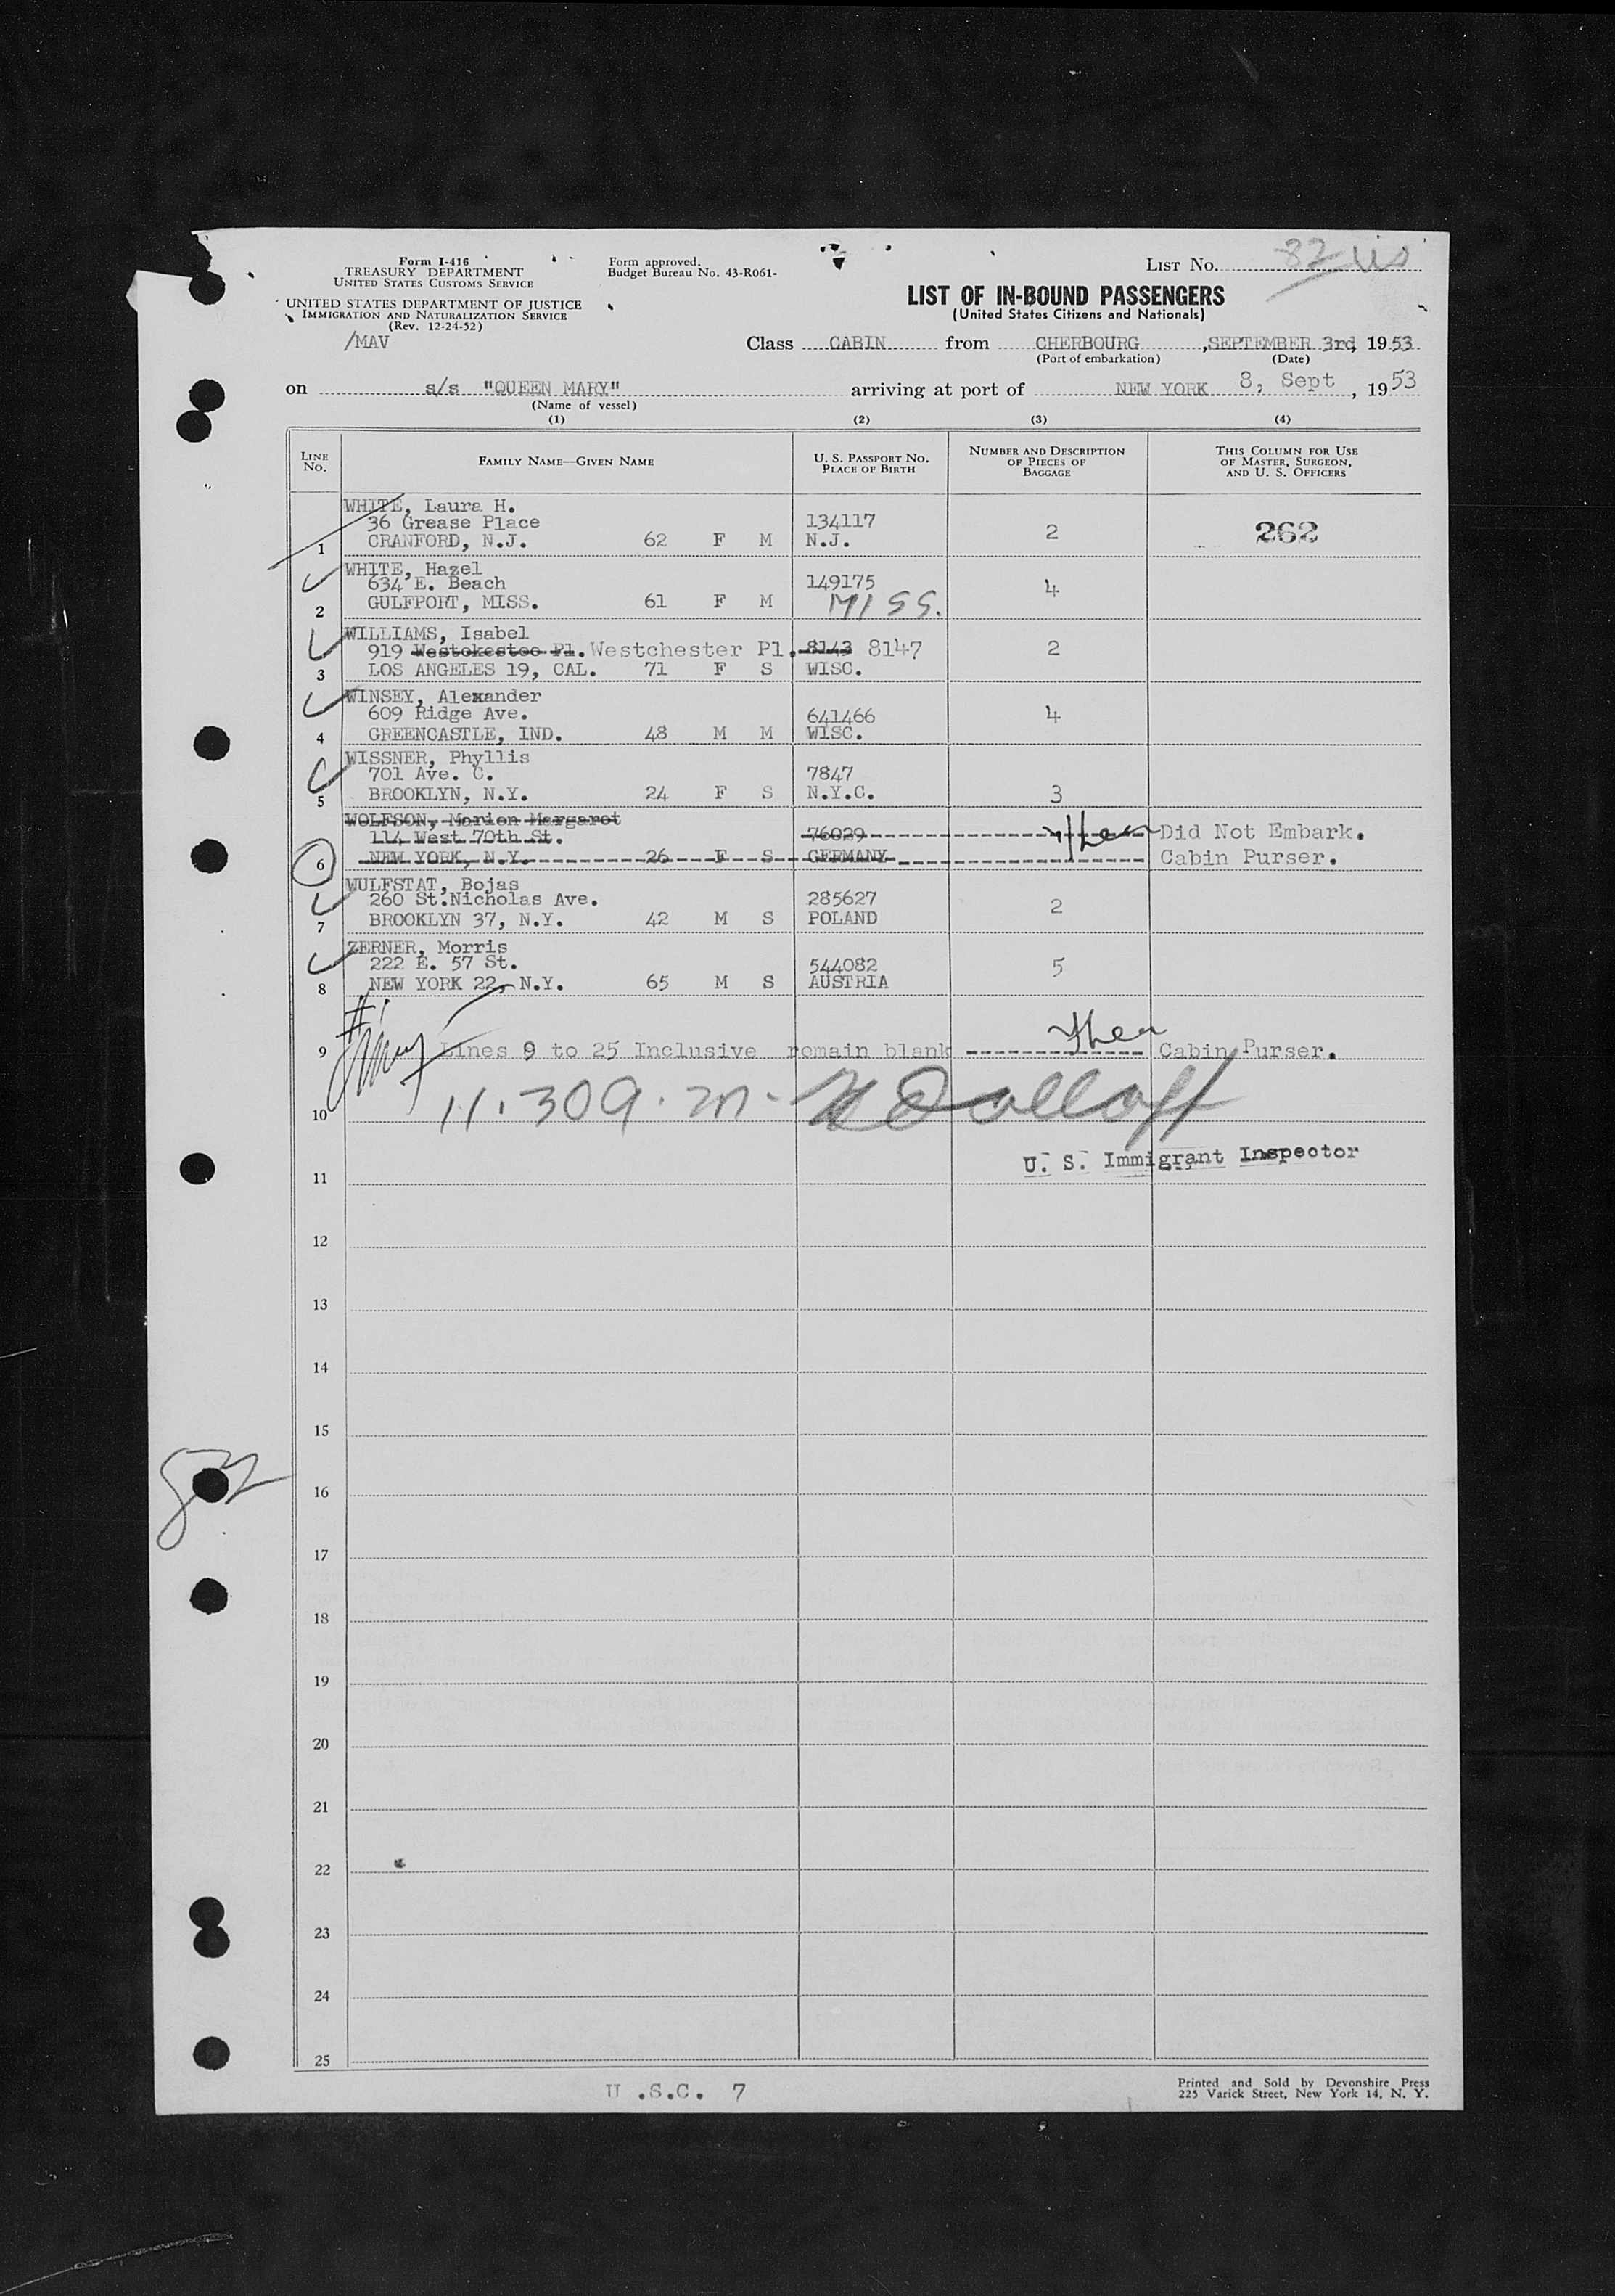 Form I-416
TREASURY DEPARTMENT
UNITED STATES CUSTOMS SERVICE
UNITED STATES DEPARTMENT OF JUSTICE
IMMIGRATION AND NATURALIZATION SERVICE
(Rev. 12-24-52)
/MAV
Form approved.
Budget Bureau No. 43-R061-
LIST No. 82 US
LIST OF IN-BOUND PASSENGERS
(United States Citizens and Nationals)
Class CABIN from CHERBOURG, SEPTEMBER 3rd, 1953
(Port of embarkation) (Date)
on s/s "QUEEN MARY" arriving at port of NEW YORK 8, Sept, 1953
(Name of vessel)
(1) (2) (3) (4)
LINE No. FAMILY NAME—GIVEN NAME U. S. PASSPORT No. PLACE OF BIRTH NUMBER AND DESCRIPTION OF PIECES OF BAGGAGE THIS COLUMN FOR USE OF MASTER, SURGEON, AND U. S. OFFICERS
WHITE, Laura H.
36 Grease Place 134117
1 CRANFORD, N.J. 62 F M N.J. 2 262
WHITE, Hazel
634 E. Beach 149175 4
2 GULFPORT, MISS. 61 F M MISS.
WILLIAMS, Isabel
919 Westokestoo Pl. Westchester Pl. 8143 8147 2
3 LOS ANGELES 19, CAL. 71 F S WISC.
WINSEY, Alexander
609 Ridge Ave. 641466 4
4 GREENCASTLE, IND. 48 M M WISC.
WISSNER, Phyllis
701 Ave. C. 7847
5 BROOKLYN, N.Y. 24 F S N.Y.C. 3
WOLFSON, Marion Margaret
114 West 70th St. 76029 Did Not Embark.
6 NEW YORK, N.Y. 26 F S GERMANY Cabin Purser.
WULFSTAT, Bojas
260 St.Nicholas Ave. 285627 2
7 BROOKLYN 37, N.Y. 42 M S POLAND
ZERNER, Morris
222 E. 57 St. 544082 5
8 NEW YORK 22, N.Y. 65 M S AUSTRIA
9 Lines 9 to 25 Inclusive remain blank Cabin Purser.
10 11.309.m.
U. S. Immigrant Inspector
11
12
13
14
15
16
17
18
19
20
21
22
23
24
25
U .S.C. 7
Printed and Sold by Devonshire Press
225 Varick Street, New York 14, N. Y.